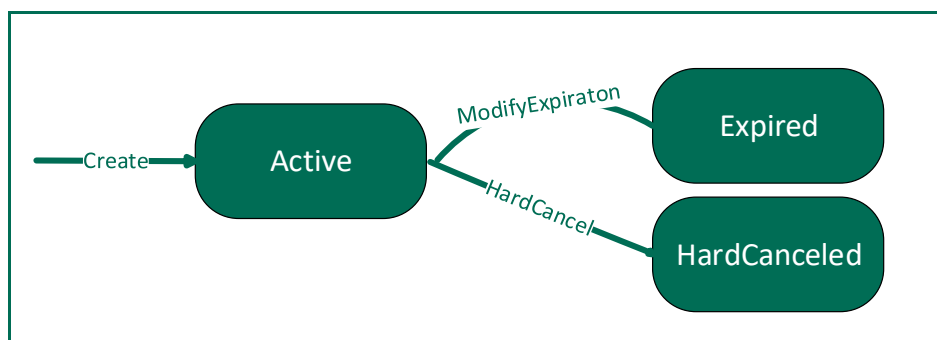 Create
Active
ModifyExpiraton
Expired
HardCancel
HardCanceled